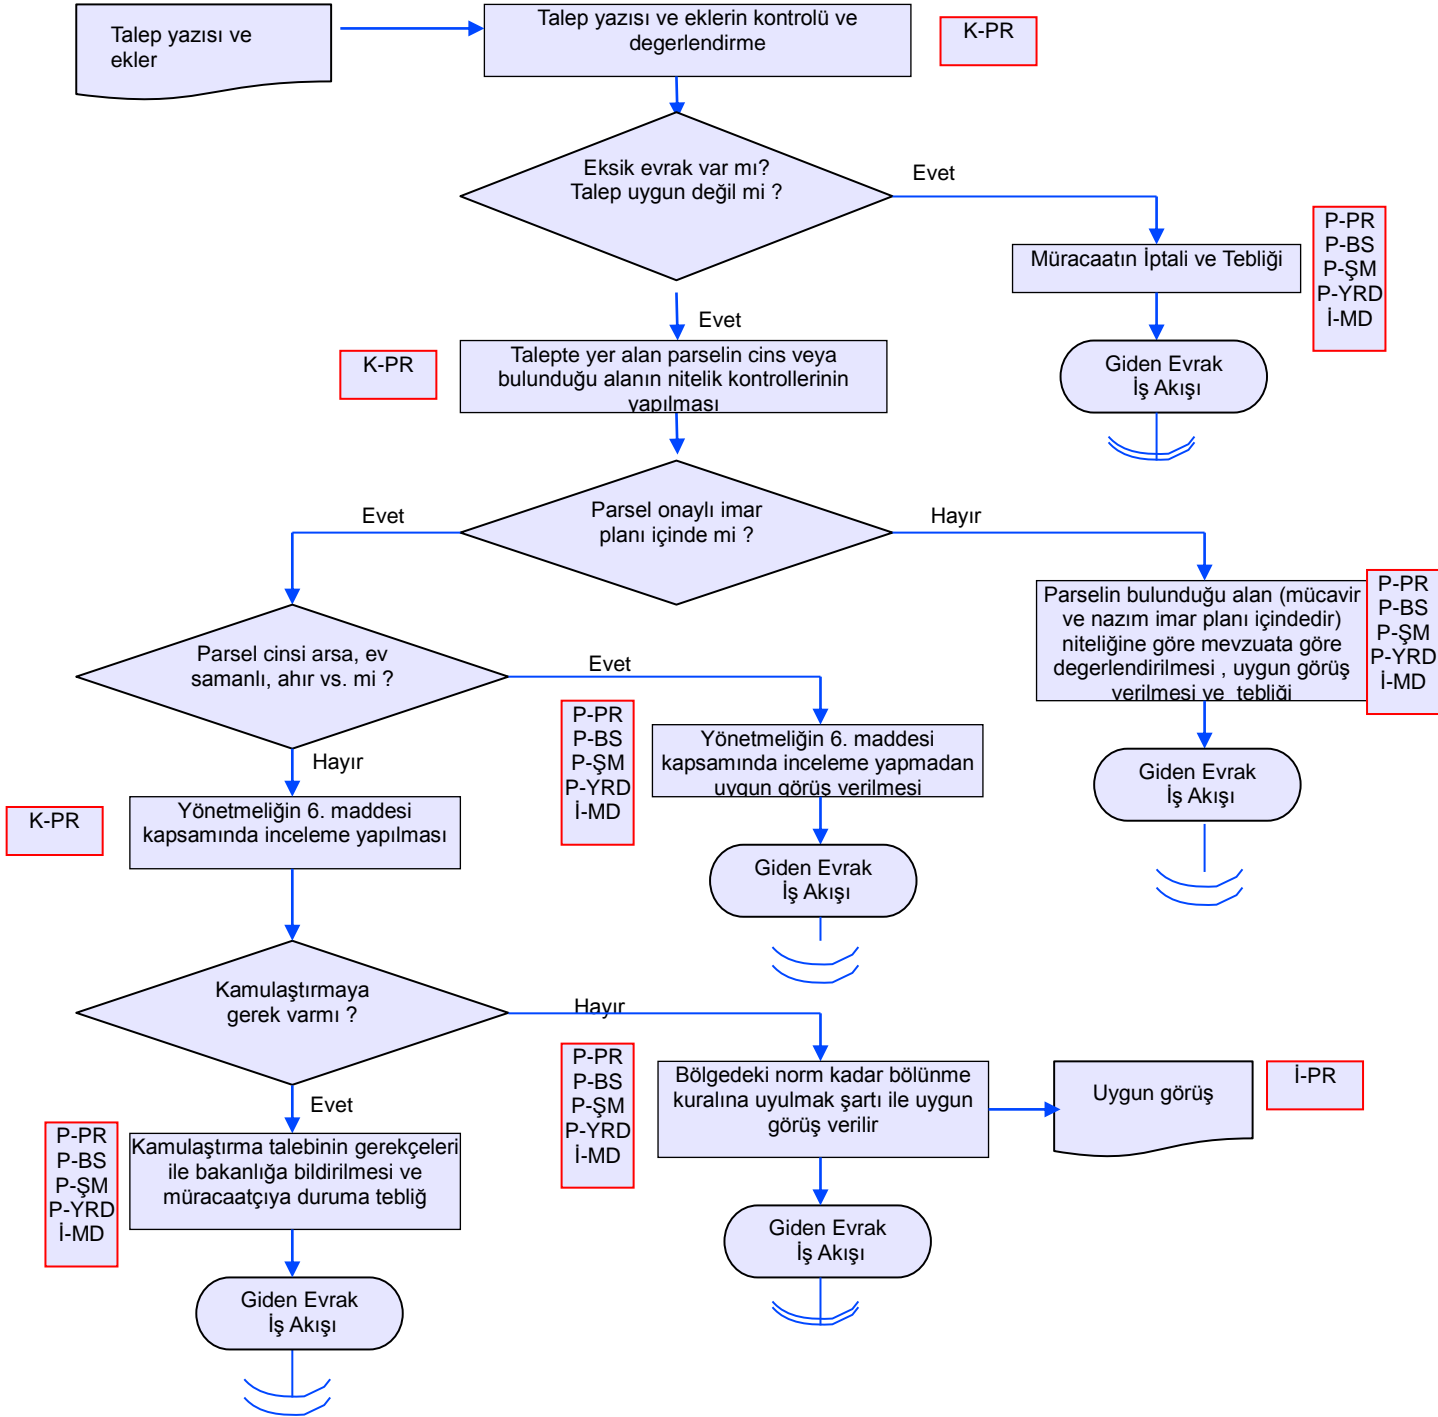 Talep yazısı ve
ekler
Talep yazısı ve eklerin kontrolü ve
degerlendirme
K-PR
Eksik evrak var mı?
Talep uygun değil mi ?
Evet
Müracaatın İptali ve Tebliği
P-PR
P-BS
P-ŞM
P-YRD
İ-MD
Giden Evrak
İş Akışı
Evet
K-PR
Talepte yer alan parselin cins veya
bulunduğu alanın nitelik kontrollerinin
yapılması
Parsel onaylı imar
planı içinde mi ?
Evet
Hayır
Parselin bulunduğu alan (mücavir
ve nazım imar planı içindedir)
niteliğine göre mevzuata göre
degerlendirilmesi , uygun görüş
verilmesi ve tebliği
P-PR
P-BS
P-ŞM
P-YRD
İ-MD
Giden Evrak
İş Akışı
Parsel cinsi arsa, ev
samanlı, ahır vs. mi ?
Evet
P-PR
P-BS
P-ŞM
P-YRD
İ-MD
Yönetmeliğin 6. maddesi
kapsamında inceleme yapmadan
uygun görüş verilmesi
Giden Evrak
İş Akışı
Hayır
K-PR
Yönetmeliğin 6. maddesi
kapsamında inceleme yapılması
Kamulaştırmaya
gerek varmı ?
Hayır
P-PR
P-BS
P-ŞM
P-YRD
İ-MD
Bölgedeki norm kadar bölünme
kuralına uyulmak şartı ile uygun
görüş verilir
Uygun görüş
İ-PR
Giden Evrak
İş Akışı
Evet
P-PR
P-BS
P-ŞM
P-YRD
İ-MD
Kamulaştırma talebinin gerekçeleri
ile bakanlığa bildirilmesi ve
müracaatçıya duruma tebliğ
Giden Evrak
İş Akışı